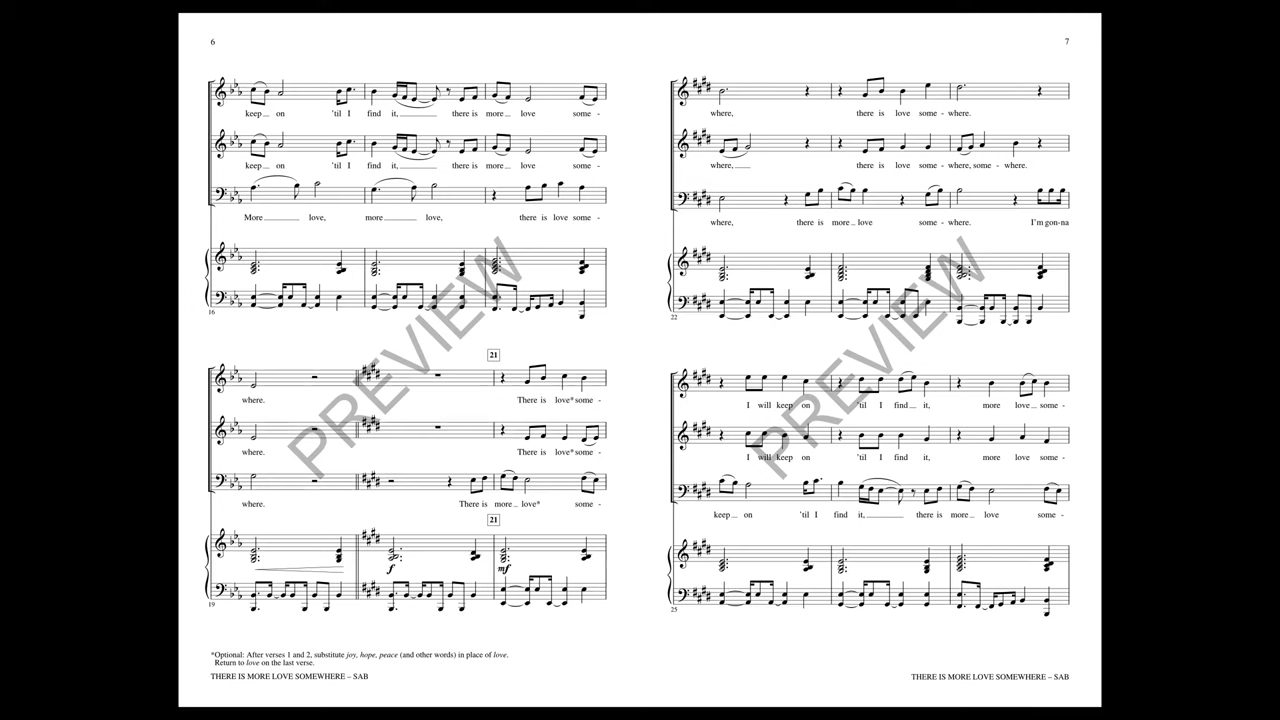 6
keep on 'til I find it, there is more love some -
keep on 'til I find it, there is more love some -
More love, more love, there is love some -
16
21
where. There is love* some -
where. There is love* some -
where. There is more love* some -
21
f mf
19
*Optional: After verses 1 and 2, substitute joy, hope, peace (and other words) in place of love.
Return to love on the last verse.
THERE IS MORE LOVE SOMEWHERE – SAB
7
where, there is love some - where.
where, there is love some - where, some - where.
where, there is more love some - where. I'm gon-na
22
I will keep on 'til I find it, more love some -
I will keep on 'til I find it, more love some -
keep on 'til I find it, there is more love some -
25
THERE IS MORE LOVE SOMEWHERE – SAB
PREVIEW
PREVIEW